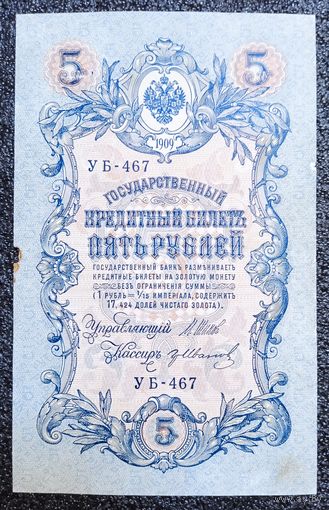 5 5
1909
УБ-467
ГОСУДАРСТВЕННЫЙ
КРЕДИТНЫЙ БИЛЕТЪ
ПЯТЬ РУБЛЕЙ
ГОСУДАРСТВЕННЫЙ БАНКЪ РАЗМѢНИВАЕТЪ
КРЕДИТНЫЕ БИЛЕТЫ НА ЗОЛОТУЮ МОНЕТУ
БЕЗЪ ОГРАНИЧЕНІЯ СУММЫ
(1 РУБЛЬ = 1/15 ИМПЕРІАЛА, СОДЕРЖИТЪ
17,424 ДОЛЕЙ ЧИСТАГО ЗОЛОТА).
Управляющій
Кассиръ
УБ-467
5